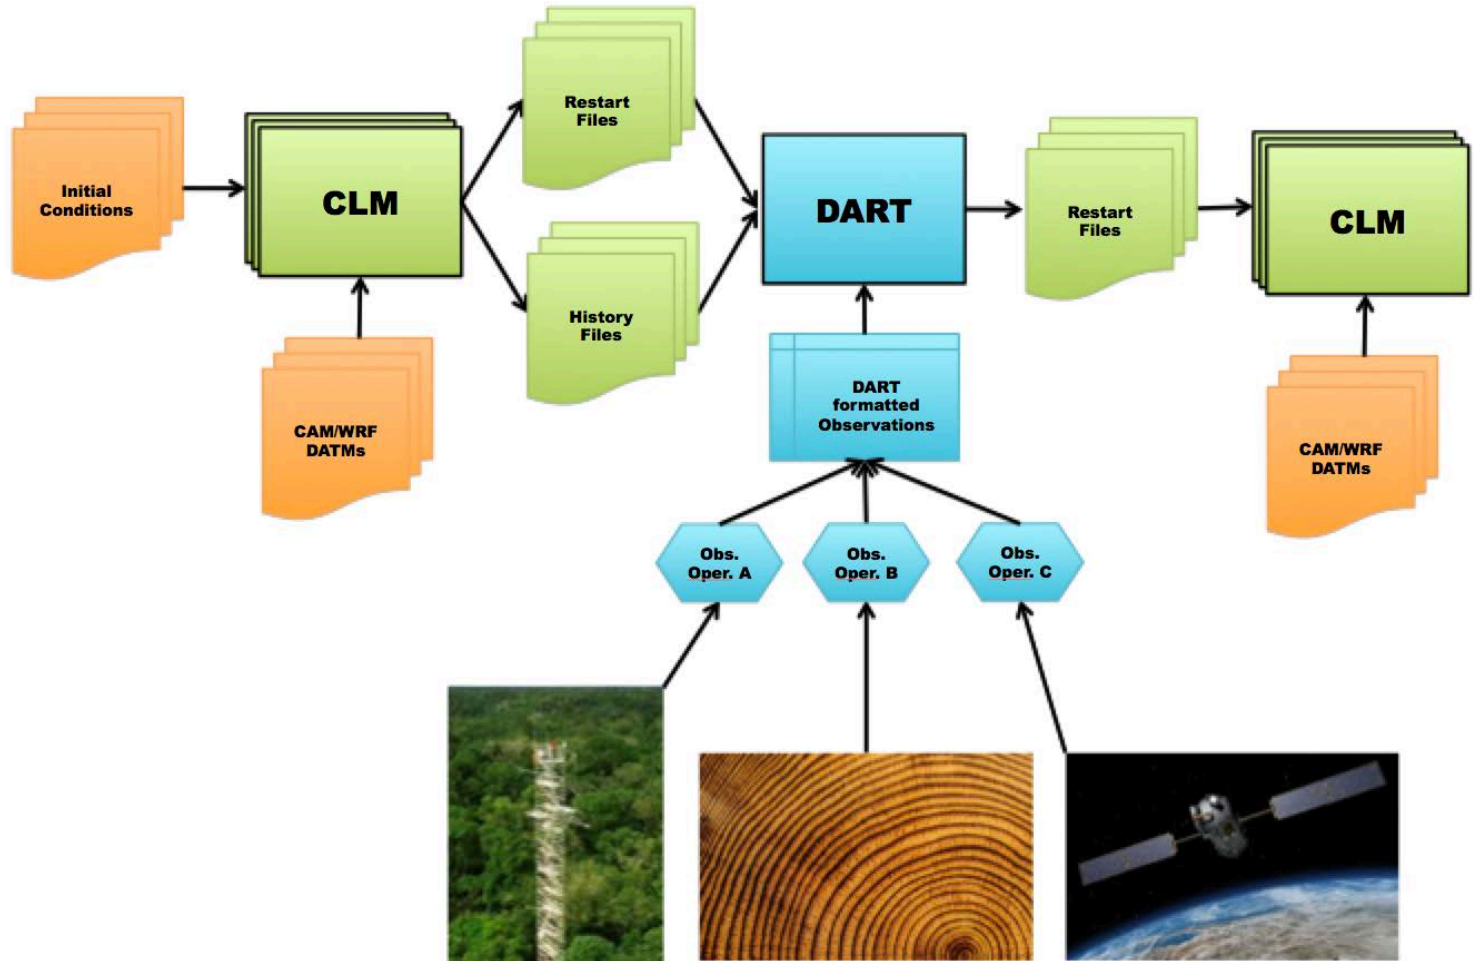 Restart
Files
Initial
Conditions
CLM
DART
Restart
Files
CLM
History
Files
DART
formatted
Observations
CAM/WRF
DATMs
CAM/WRF
DATMs
Obs.
Oper. A
Obs.
Oper. B
Obs.
Oper. C